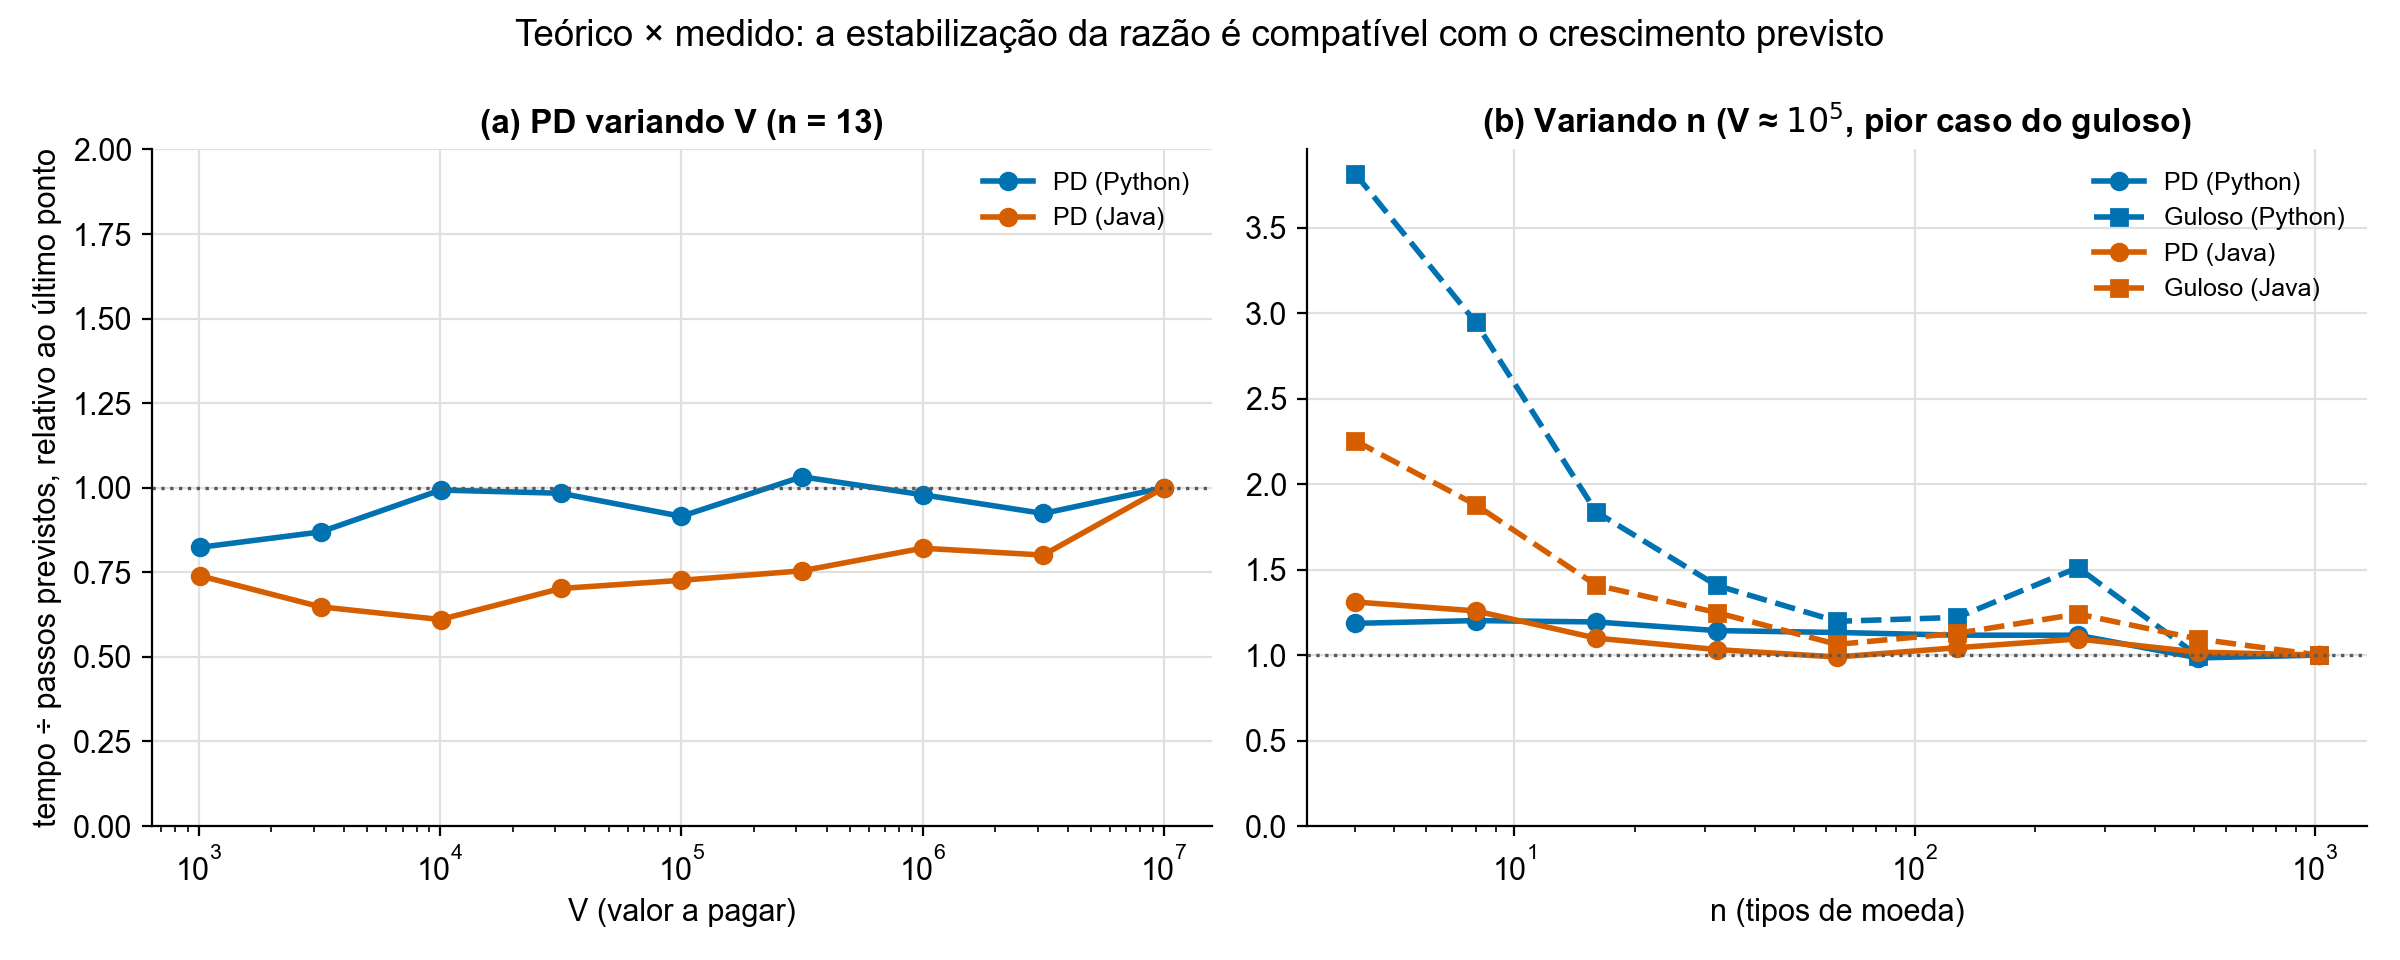 Teórico × medido: a estabilização da razão é compatível com o crescimento previsto
(a) PD variando V (n = 13)
tempo ÷ passos previstos, relativo ao último ponto
2.00
1.75
1.50
1.25
1.00
0.75
0.50
0.25
0.00
PD (Python)
PD (Java)
10³
10⁴
10⁵
10⁶
10⁷
V (valor a pagar)
(b) Variando n (V ≈ 10⁵, pior caso do guloso)
3.5
3.0
2.5
2.0
1.5
1.0
0.5
0.0
PD (Python)
Guloso (Python)
PD (Java)
Guloso (Java)
10¹
10²
10³
n (tipos de moeda)